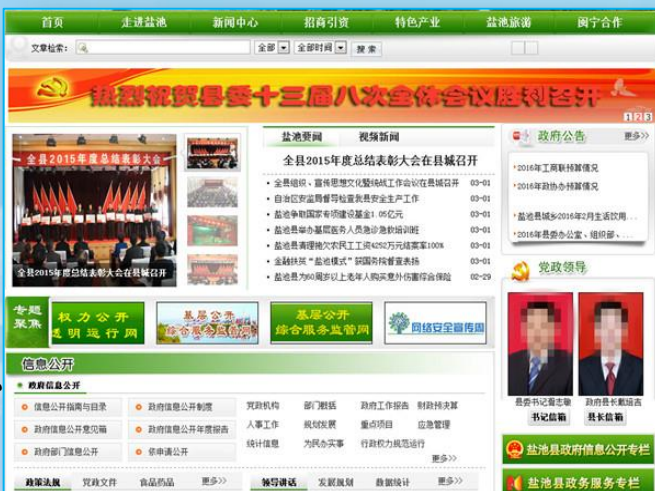 首页 走进盐池 新闻中心 招商引资 特色产业 盐池旅游 闽宁合作
文章检索： 全部 全部时间 搜索
热烈祝贺县委十三届八次全体会议胜利召开
1 2 3
全县2015年度总结表彰大会
全县2015年度总结表彰大会在县城召开
盐池要闻 视频新闻
全县2015年度总结表彰大会在县城召开
全县组织、宣传思想文化暨统战工作会议在县城召开 03-01
自治区安监局督导检查我县安全生产工作 03-01
盐池争取国家专项建设基金1.05亿元 03-01
盐池县举办基层医务人员急诊急救培训班 03-01
盐池县清理拖欠农民工工资4252万元结案率100% 03-01
金融扶贫“盐池模式”获国务院督查表扬 03-01
盐池县为60周岁以上老年人购买意外伤害综合保险 02-29
政府公告 更多>>
2016年工商联预算情况
2016年政协办预算情况
盐池县城乡2016年2月生活饮用...
2016年县委办公室、组织部、...
党政领导
县委书记 政府县长戴培吉
书记信箱 县长信箱
专题聚焦
权力公开
透明运行网
基层公开
综合服务监管网
基层公开
综合服务监管网
网络安全宣传周
信息公开
政府信息公开
信息公开指南与目录 政府信息公开制度
政府信息公开意见箱 政府信息公开年度报告
政府部门信息公开 依申请公开
党政机构 部门概括 政府工作报告 财政预决算
人事工作 规划发展 重点项目 应急管理
统计信息 为民办实事 行政权力规范运行
更多>>
政策法规 党政文件 食品药品 更多>>
领导讲话 发展规划 数据统计 更多>>
盐池县政府信息公开专栏
盐池县政务服务专栏